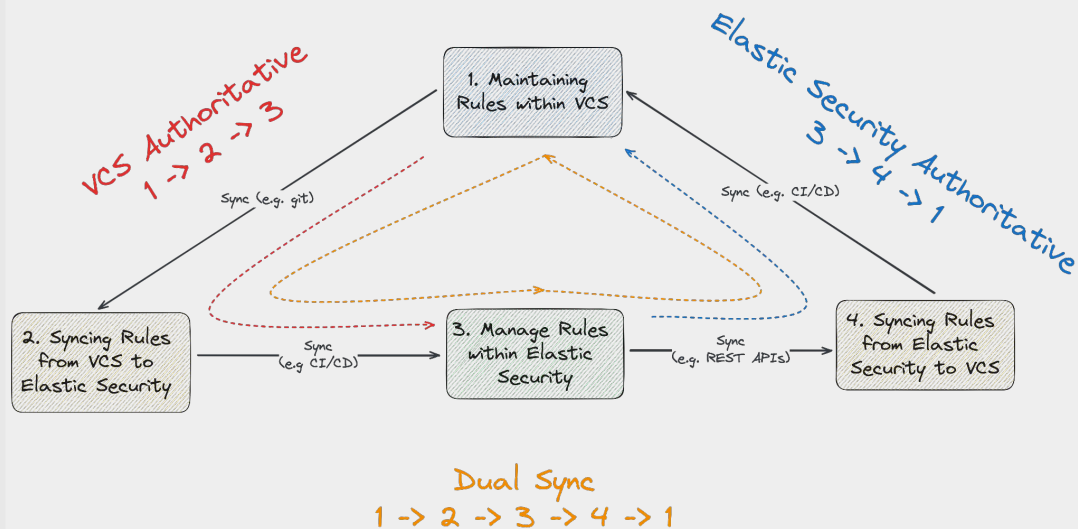 VCS Authoritative
1 -> 2 -> 3
Elastic Security Authoritative
3 -> 4 -> 1
1. Maintaining
Rules within VCS
Sync (e.g. git)
Sync (e.g. CI/CD)
2. Syncing Rules
from VCS to
Elastic Security
Sync
(e.g CI/CD)
3. Manage Rules
within Elastic
Security
Sync
(e.g. REST APIs)
4. Syncing Rules
from Elastic
Security to VCS
Dual Sync
1 -> 2 -> 3 -> 4 -> 1